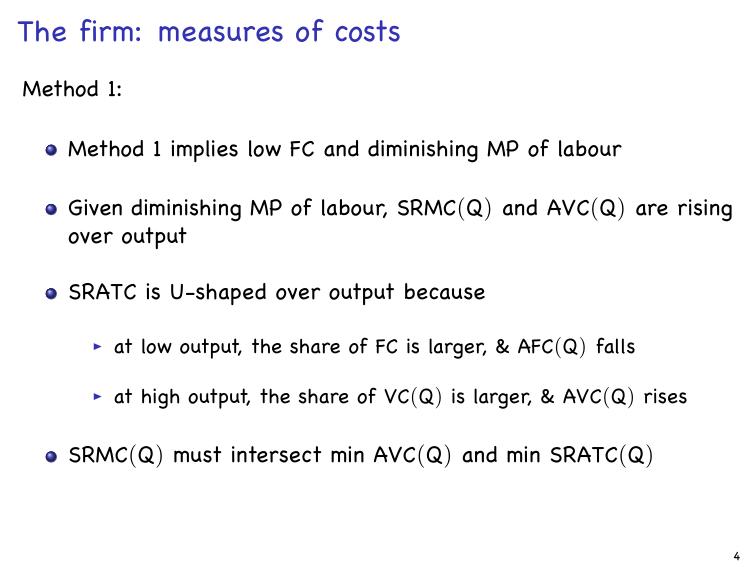 The firm: measures of costs
Method 1:
Method 1 implies low FC and diminishing MP of labour
Given diminishing MP of labour, SRMC(Q) and AVC(Q) are rising
over output
SRATC is U-shaped over output because
at low output, the share of FC is larger, & AFC(Q) falls
at high output, the share of VC(Q) is larger, & AVC(Q) rises
SRMC(Q) must intersect min AVC(Q) and min SRATC(Q)
4